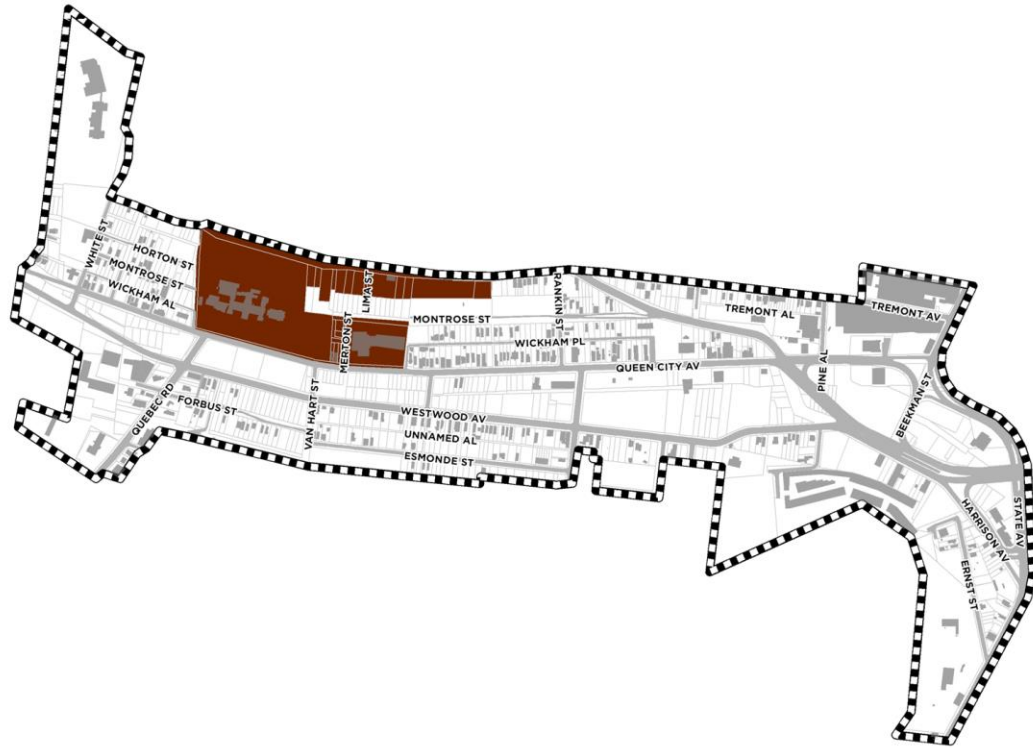 WHITE ST
HORTON ST
MONTROSE ST
WICKHAM AL
LIMA ST
MERTON ST
MONTROSE ST
RANKIN ST
WICKHAM PL
TREMONT AL
TREMONT AV
QUEEN CITY AV
PINE AL
BEEKMAN ST
QUEBEC RD
FORBUS ST
VAN HART ST
WESTWOOD AV
UNNAMED AL
ESMONDE ST
STATE AV
HARRISON AV
ERNST ST